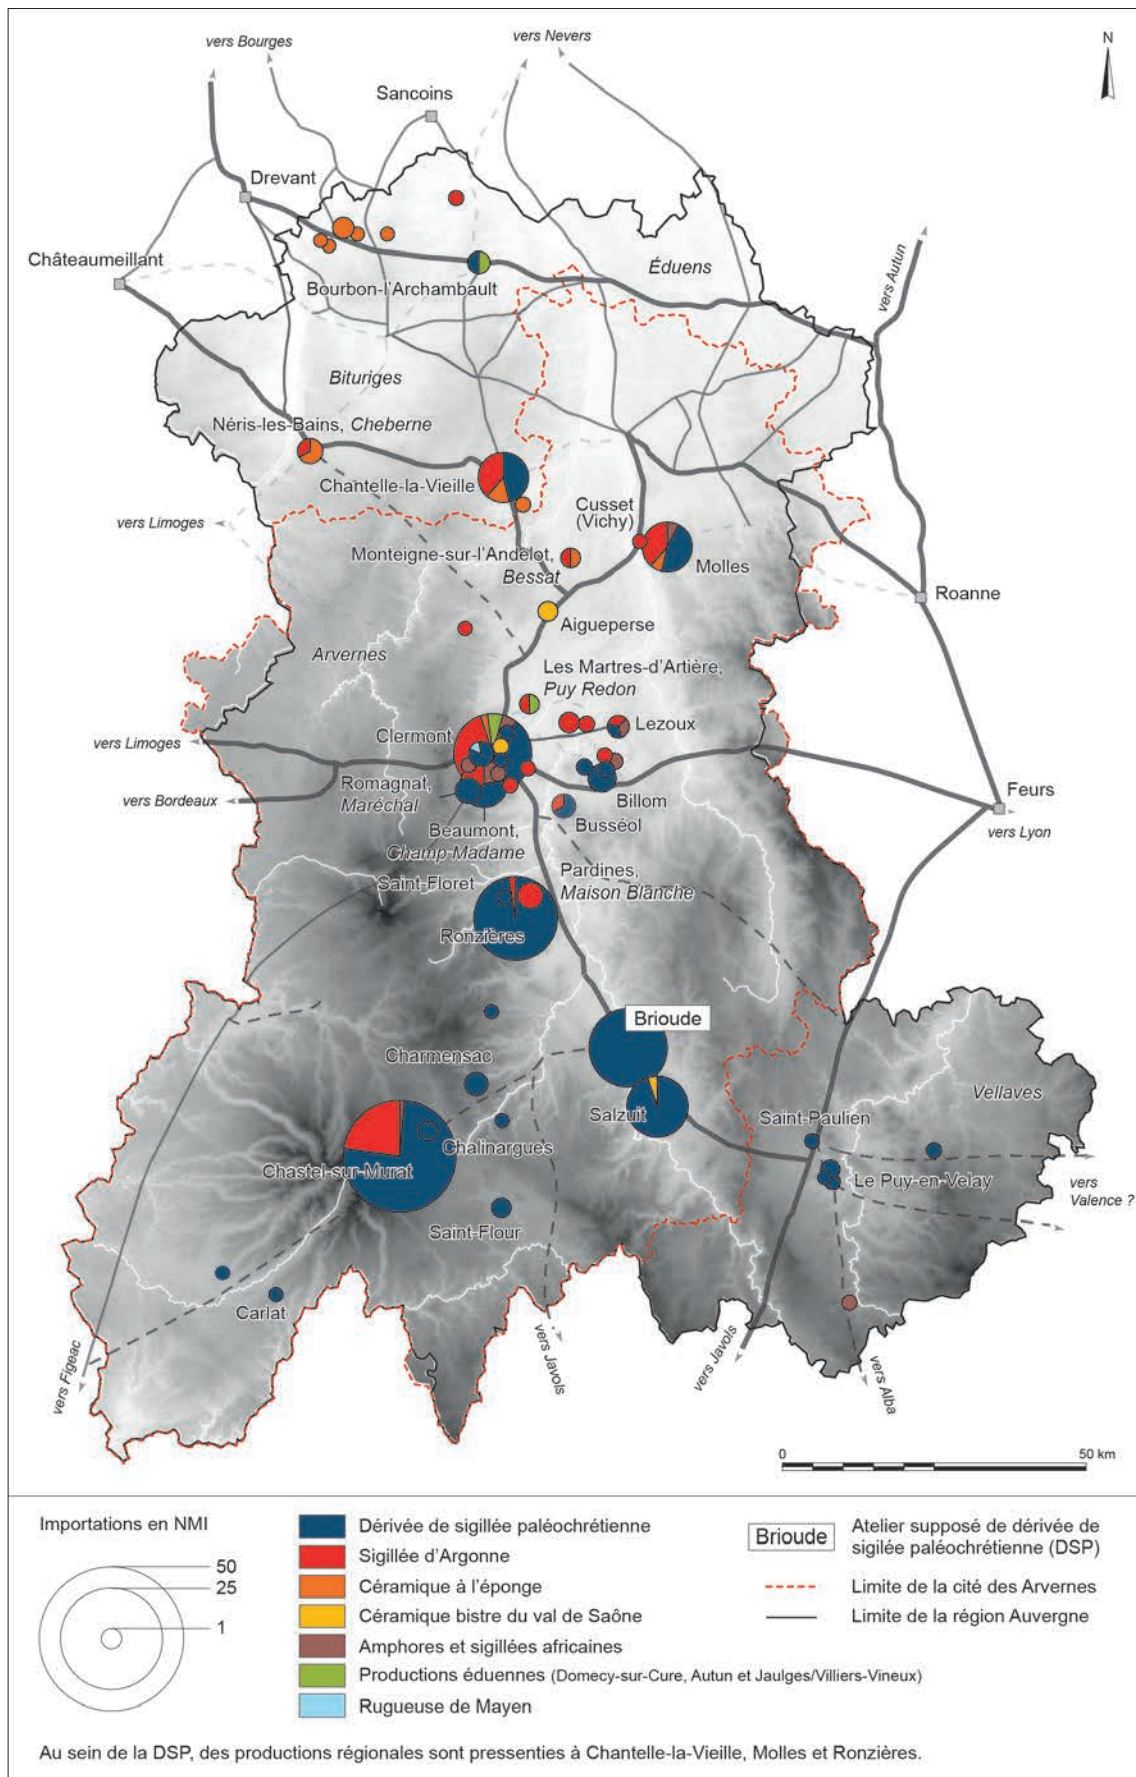 vers Bourges
vers Nevers
N
Sancoins
Drevant
Châteaumeillant
Éduens
vers Autun
Bourbon-l'Archambault
Bituriges
Néris-les-Bains, Cheberne
Chantelle-la-Vieille
vers Limoges
Cusset
(Vichy)
Monteigne-sur-l'Andelot,
Bessat
Molles
Roanne
Aigueperse
Arvernes
Les Martres-d'Artière,
Puy Redon
Lezoux
Clermont
vers Limoges
Romagnat,
Maréchal
vers Bordeaux
Billom
Feurs
vers Lyon
Busséol
Beaumont,
Champ Madame
Pardines,
Maison Blanche
Saint-Floret
Ronzières
Brioude
Charmensac
Salzuit
Vellaves
Saint-Paulien
Chalinargues
Chastel-sur-Murat
Le Puy-en-Velay
vers
Valence ?
Saint-Flour
Carlat
vers Figeac
vers Javols
vers Javols
vers Alba
0
50 km
Importations en NMI
50
25
1
Dérivée de sigillée paléochrétienne
Sigillée d'Argonne
Céramique à l'éponge
Céramique bistre du val de Saône
Amphores et sigillées africaines
Productions éduennes (Domecy-sur-Cure, Autun et Jaulges/Villiers-Vineux)
Rugueuse de Mayen
Brioude
Atelier supposé de dérivée de
sigilée paléochrétienne (DSP)
Limite de la cité des Arvernes
Limite de la région Auvergne
Au sein de la DSP, des productions régionales sont pressenties à Chantelle-la-Vieille, Molles et Ronzières.